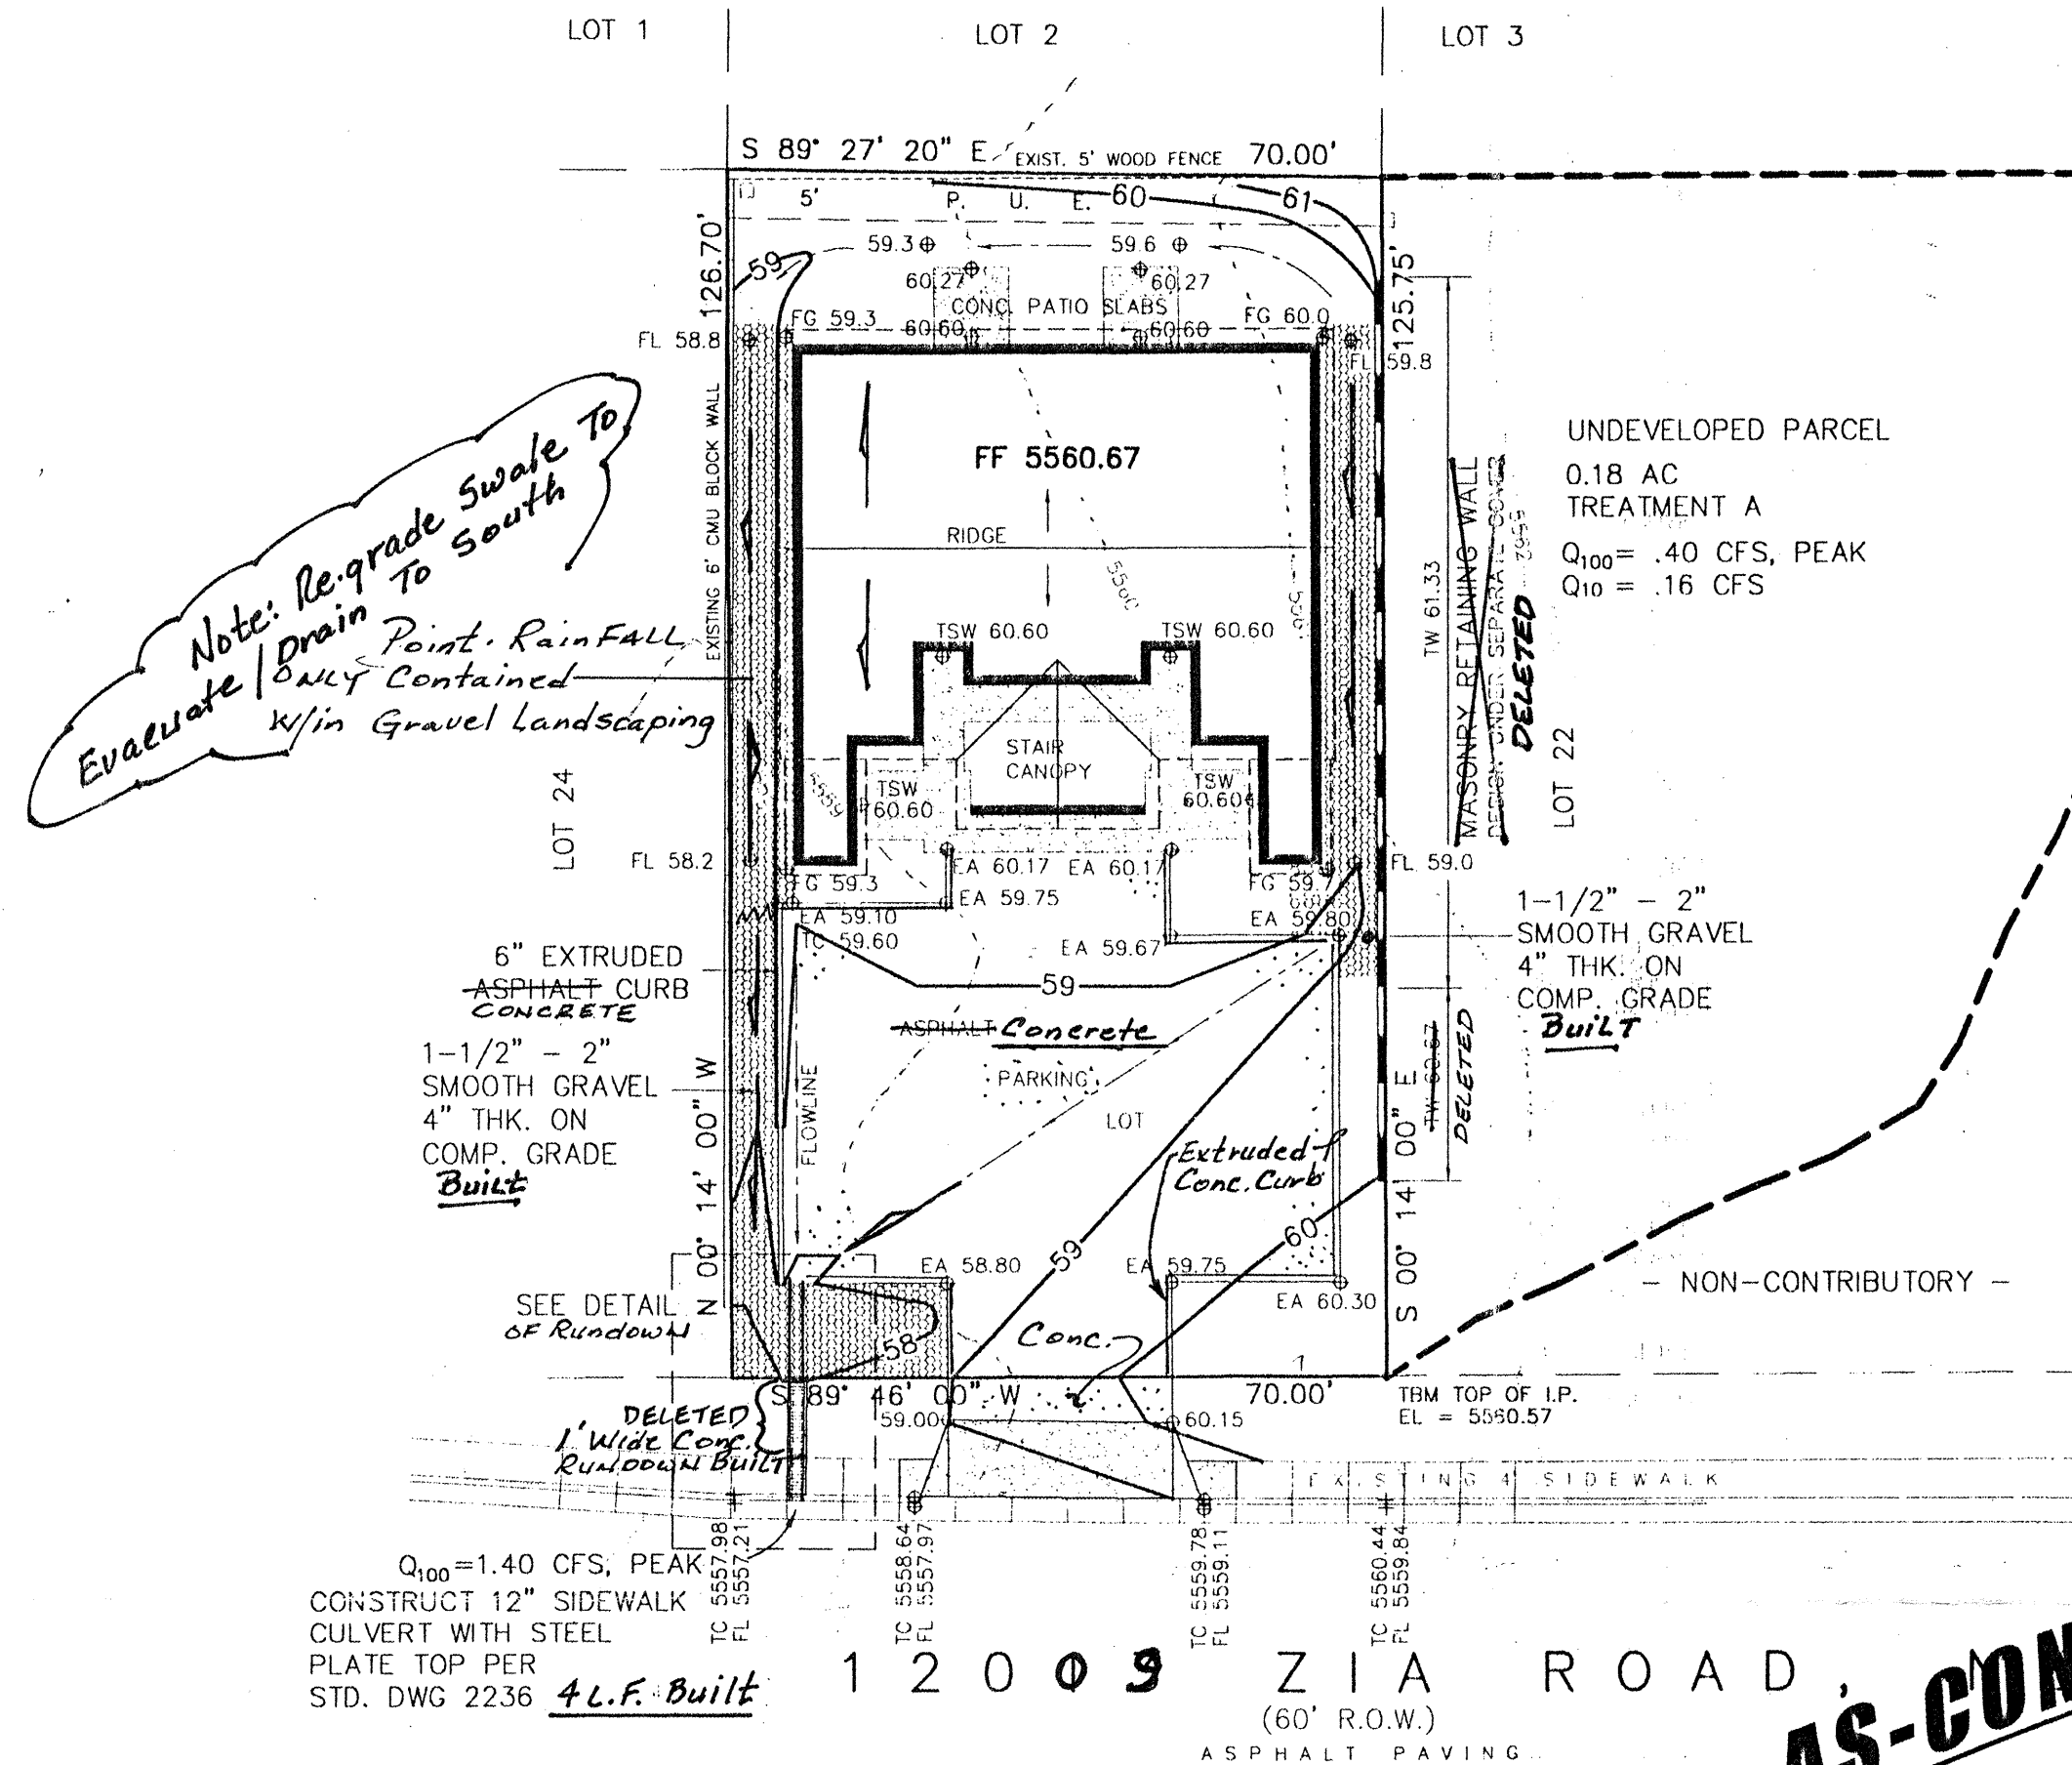 LOT 1
LOT 2
LOT 3
S 89° 27' 20" E
EXIST. 5' WOOD FENCE
70.00'
5' P. U. E.
60
61
59.3
59.6
59
126.70'
125.75'
60.27
60.27
CONC. PATIO SLABS
FG 59.3
60.60
60.60
FG 60.0
FL 58.8
FL 59.8
EXISTING 6' CMU BLOCK WALL
FF 5560.67
RIDGE
UNDEVELOPED PARCEL
0.18 AC
TREATMENT A
Q100= .40 CFS, PEAK
Q10 = .16 CFS
Note: Re-grade Swale To
Evaluate / Drain To South
Point. RainFALL
ONLY Contained
W/in Gravel Landscaping
TW 61.33
MASONRY RETAINING WALL
DESIGN UNDER SEPARATE COVER
DELETED
LOT 22
LOT 24
TSW 60.60
TSW 60.60
STAIR
CANOPY
5559
TSW
60.60
TSW
60.60
FL 58.2
FL 59.0
EA 60.17
EA 60.17
FG 59.3
FG 59.7
EA 59.10
TC 59.60
EA 59.75
EA 59.80
EA 59.67
59
6" EXTRUDED
ASPHALT CURB
CONCRETE
1-1/2" - 2"
SMOOTH GRAVEL
4" THK. ON
COMP. GRADE
Built
1-1/2" - 2"
SMOOTH GRAVEL
4" THK. ON
COMP. GRADE
BuiLT
ASPHALT Concrete
PARKING
LOT
FLOWLINE
TW 60.67
DELETED
Extruded
Conc. Curb
N 00° 14' 00" W
S 00° 14' 00" E
59
60
EA 58.80
EA 59.75
EA 60.30
SEE DETAIL
OF Rundown
58
Conc.
- NON-CONTRIBUTORY -
S 89° 46' 00" W
70.00'
TBM TOP OF I.P.
EL = 5560.57
59.00
60.15
DELETED
1' Wide Conc.
RUNDOWN BUILT
EXISTING 4' SIDEWALK
TC 5557.98
FL 5557.21
TC 5558.64
FL 5557.97
TC 5559.78
FL 5559.11
TC 5560.44
FL 5559.84
Q100=1.40 CFS, PEAK
CONSTRUCT 12" SIDEWALK
CULVERT WITH STEEL
PLATE TOP PER
STD. DWG 2236 4 L.F. Built
ZIA ROAD,
(60' R.O.W.)
ASPHALT PAVING
AS-CON